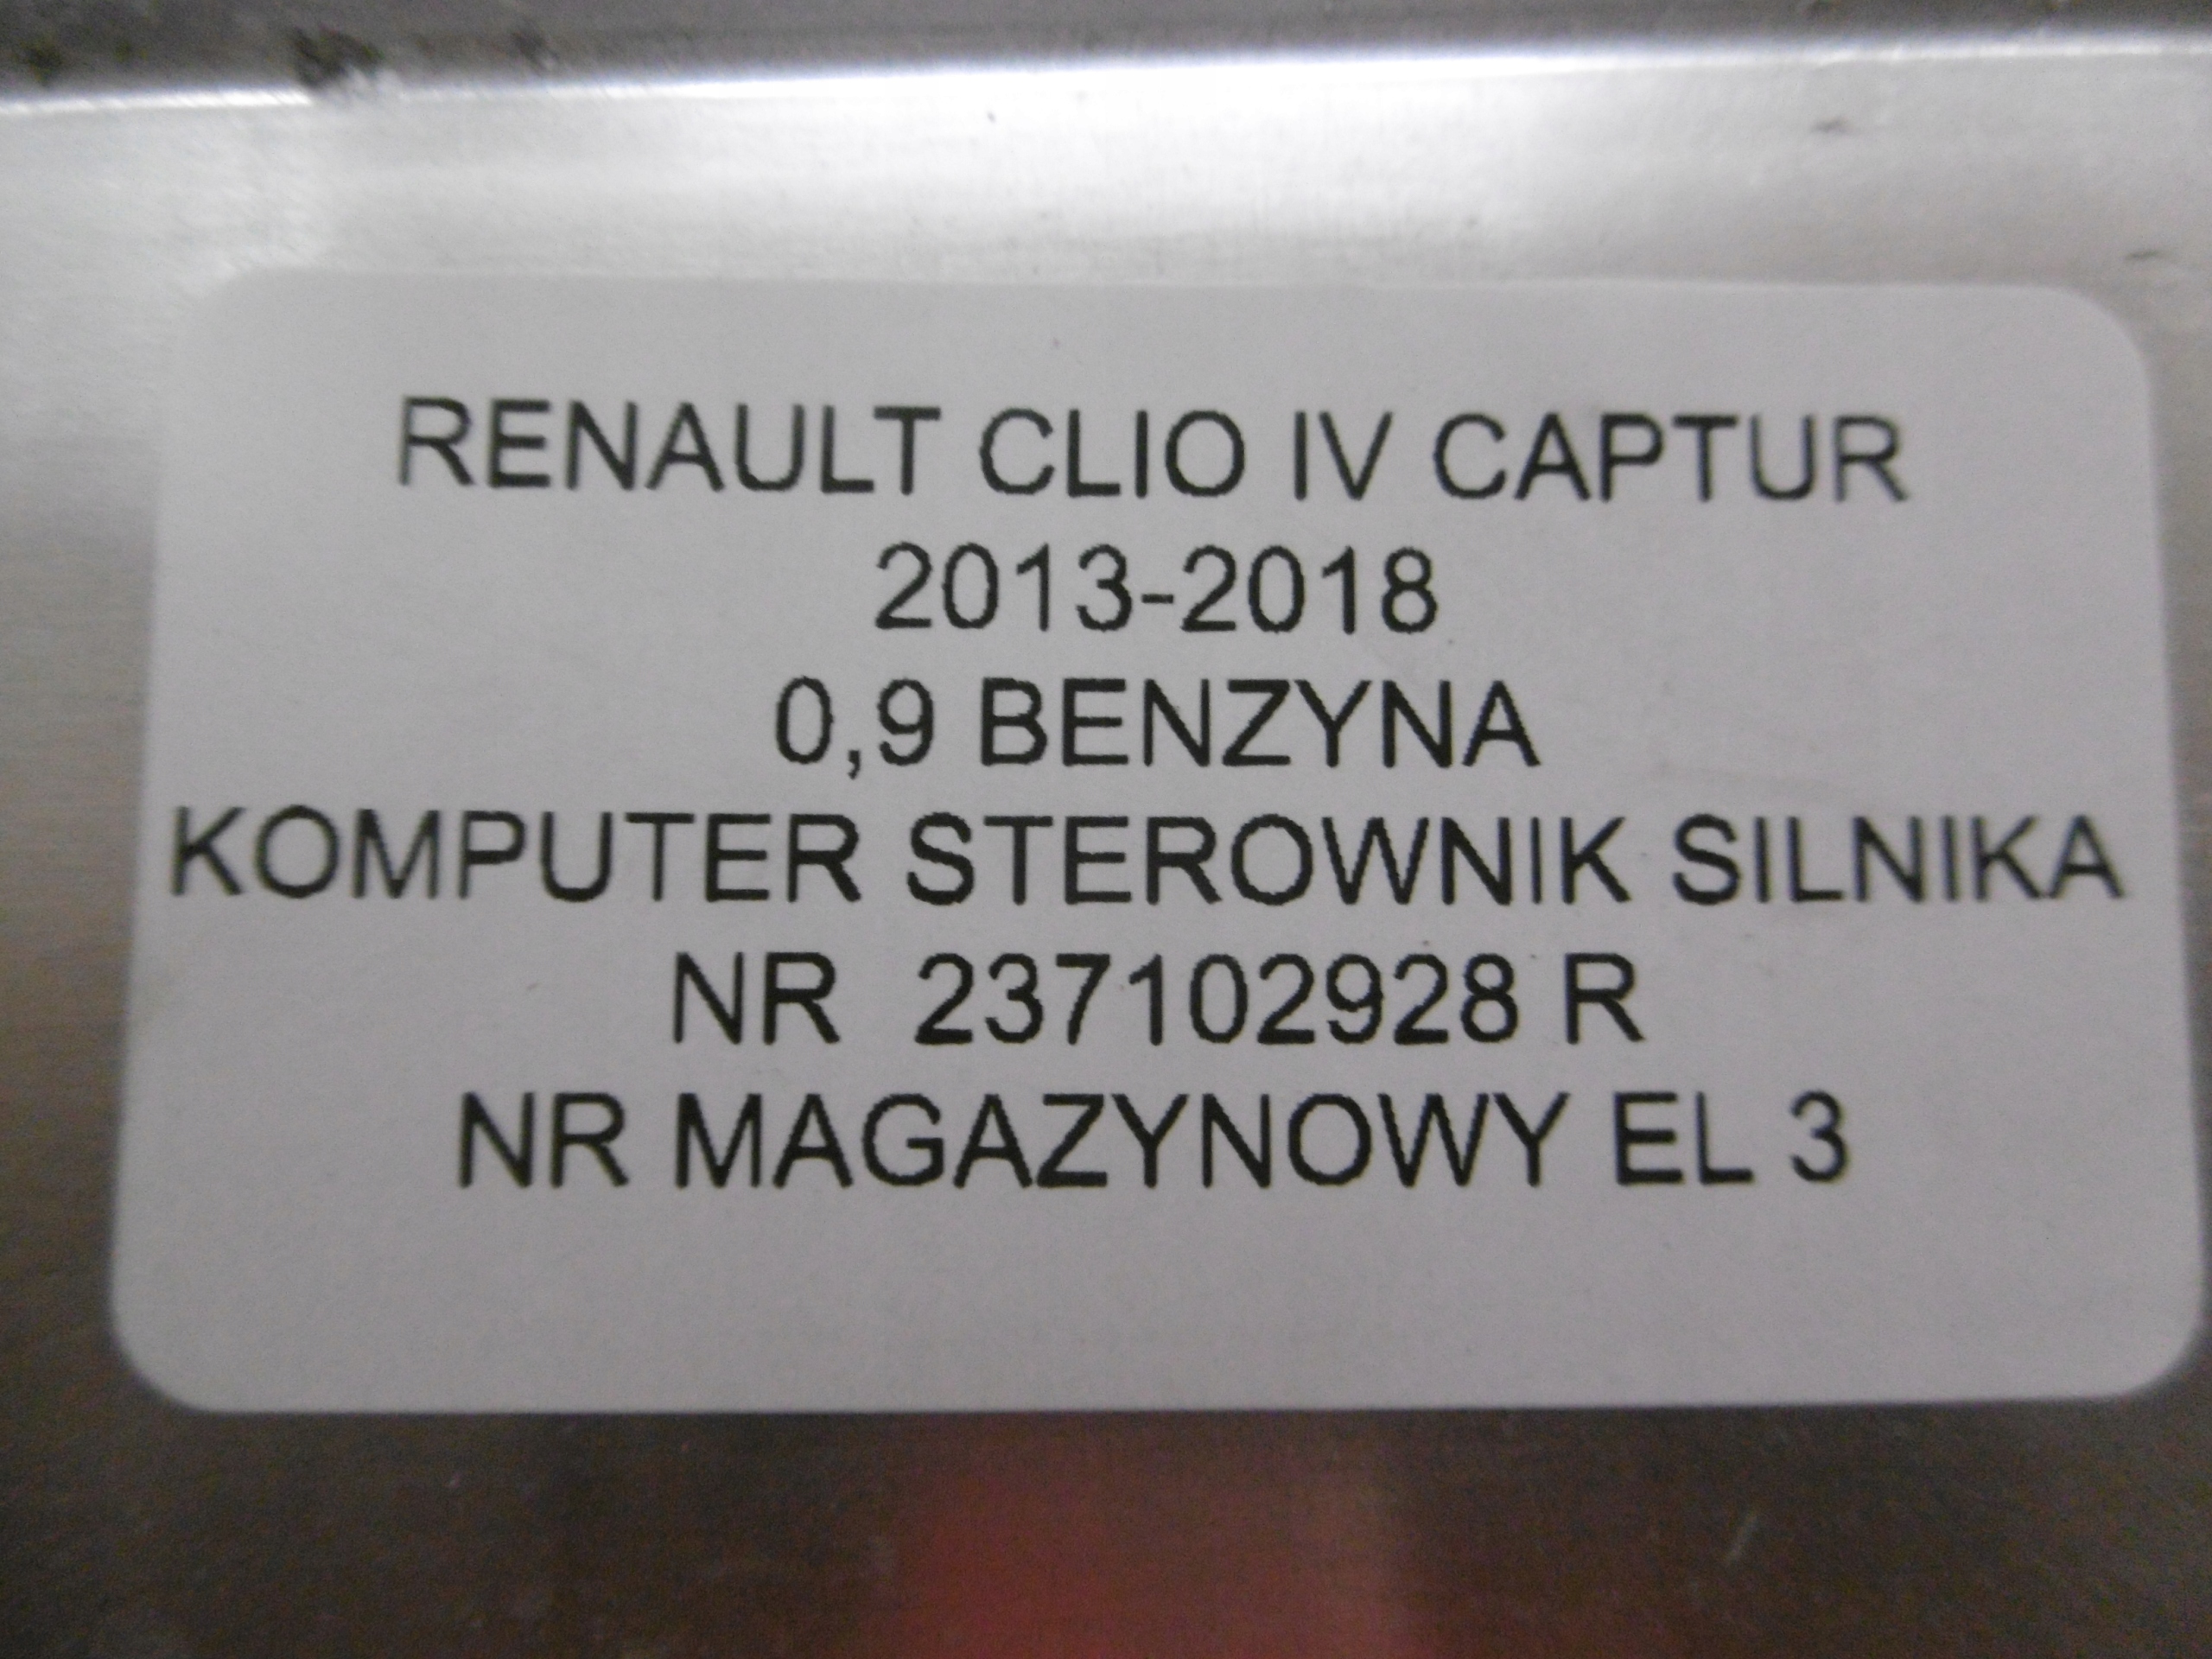 RENAULT CLIO IV CAPTUR
2013-2018
0,9 BENZYNA
KOMPUTER STEROWNIK SILNIKA
NR 237102928 R
NR MAGAZYNOWY EL 3